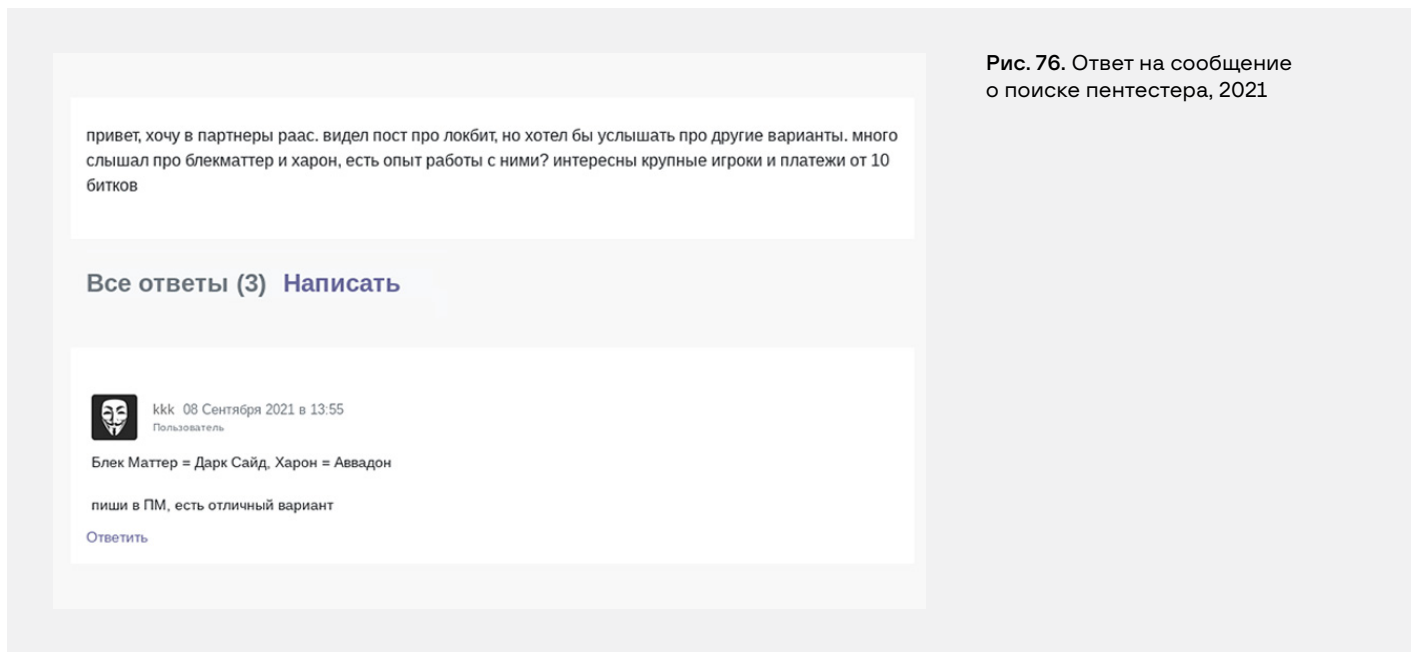 привет, хочу в партнеры раас. видел пост про локбит, но хотел бы услышать про другие варианты. много
слышал про блекматтер и харон, есть опыт работы с ними? интересны крупные игроки и платежи от 10
битков
Все ответы (3) Написать
kkk 08 Сентября 2021 в 13:55
Пользователь
Блек Маттер = Дарк Сайд, Харон = Аввадон
пиши в ПМ, есть отличный вариант
Ответить
Рис. 76. Ответ на сообщение
о поиске пентестера, 2021